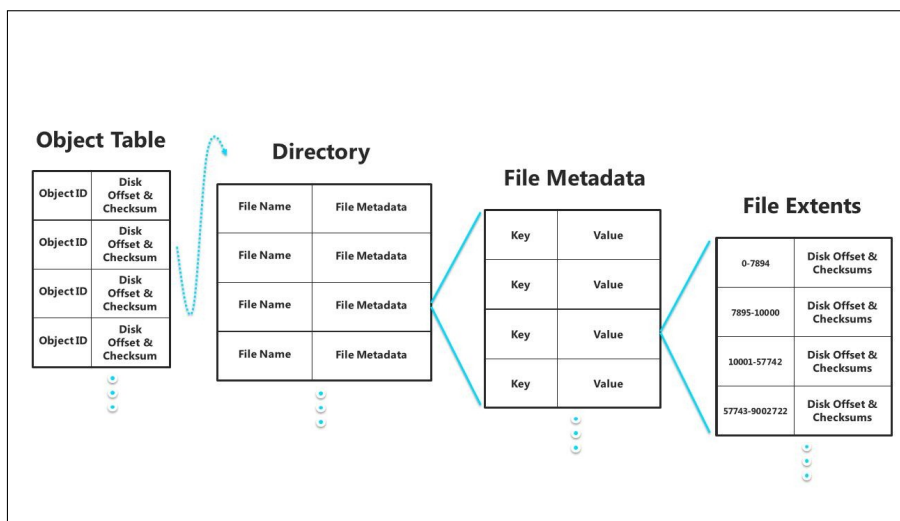 Object Table
Object ID
Disk
Offset &
Checksum
Object ID
Disk
Offset &
Checksum
Object ID
Disk
Offset &
Checksum
Object ID
Disk
Offset &
Checksum
Directory
File Name
File Metadata
File Name
File Metadata
File Name
File Metadata
File Name
File Metadata
File Metadata
Key
Value
Key
Value
Key
Value
Key
Value
File Extents
0-7894
Disk Offset &
Checksums
7895-10000
Disk Offset &
Checksums
10001-57742
Disk Offset &
Checksums
57743-9002722
Disk Offset &
Checksums